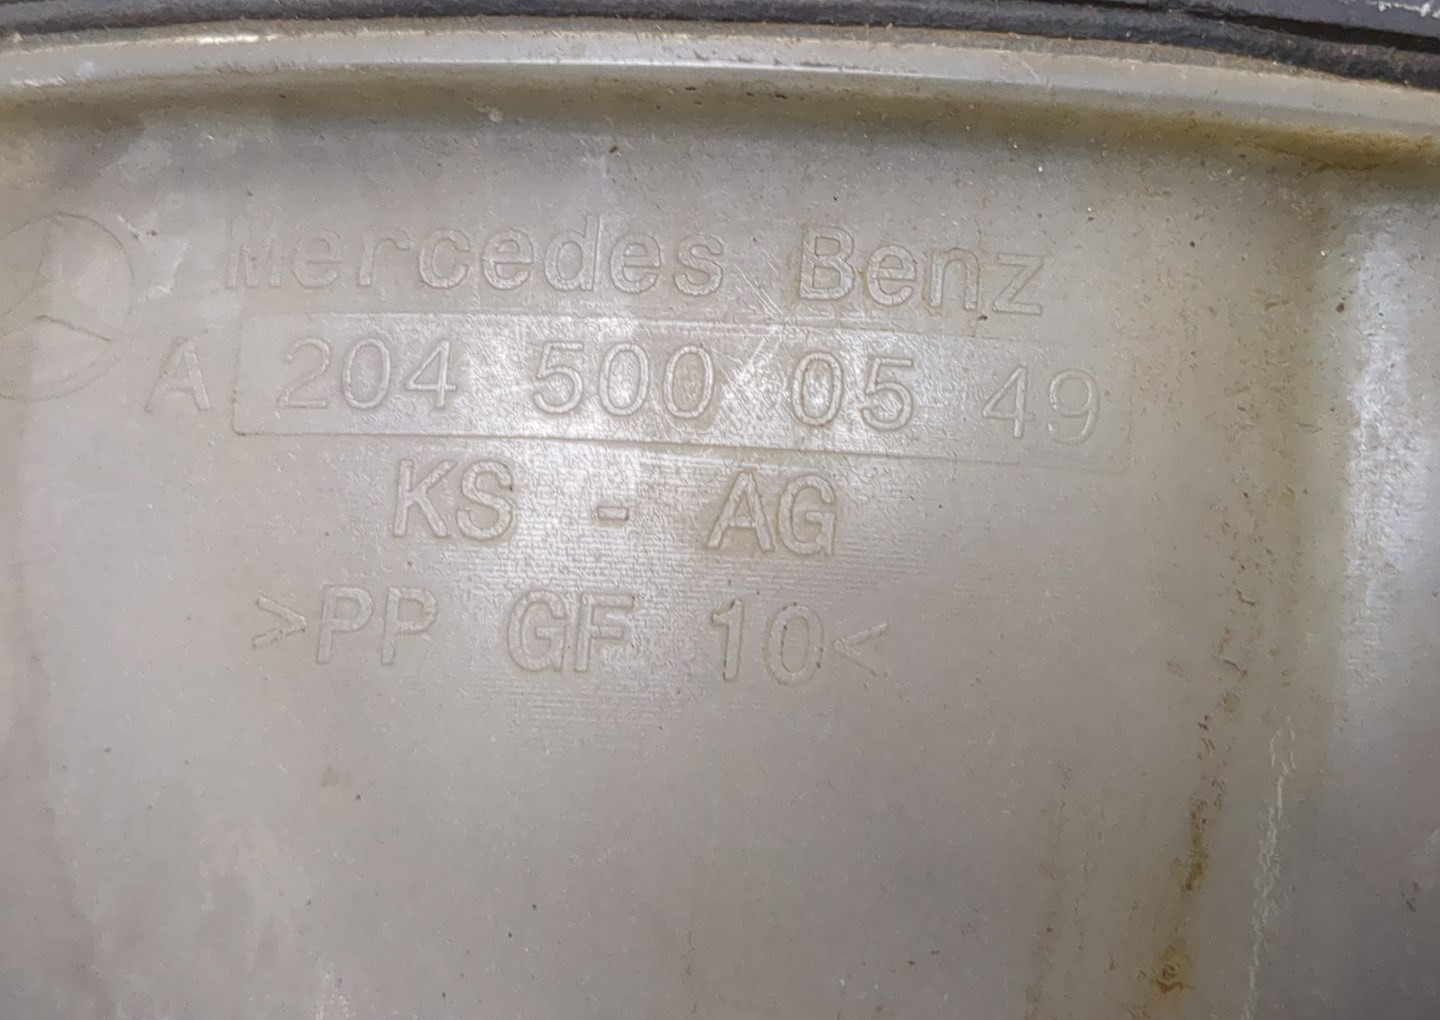 Mercedes Benz
A 204 500 05 49
KS - AG
>PP GF 10<